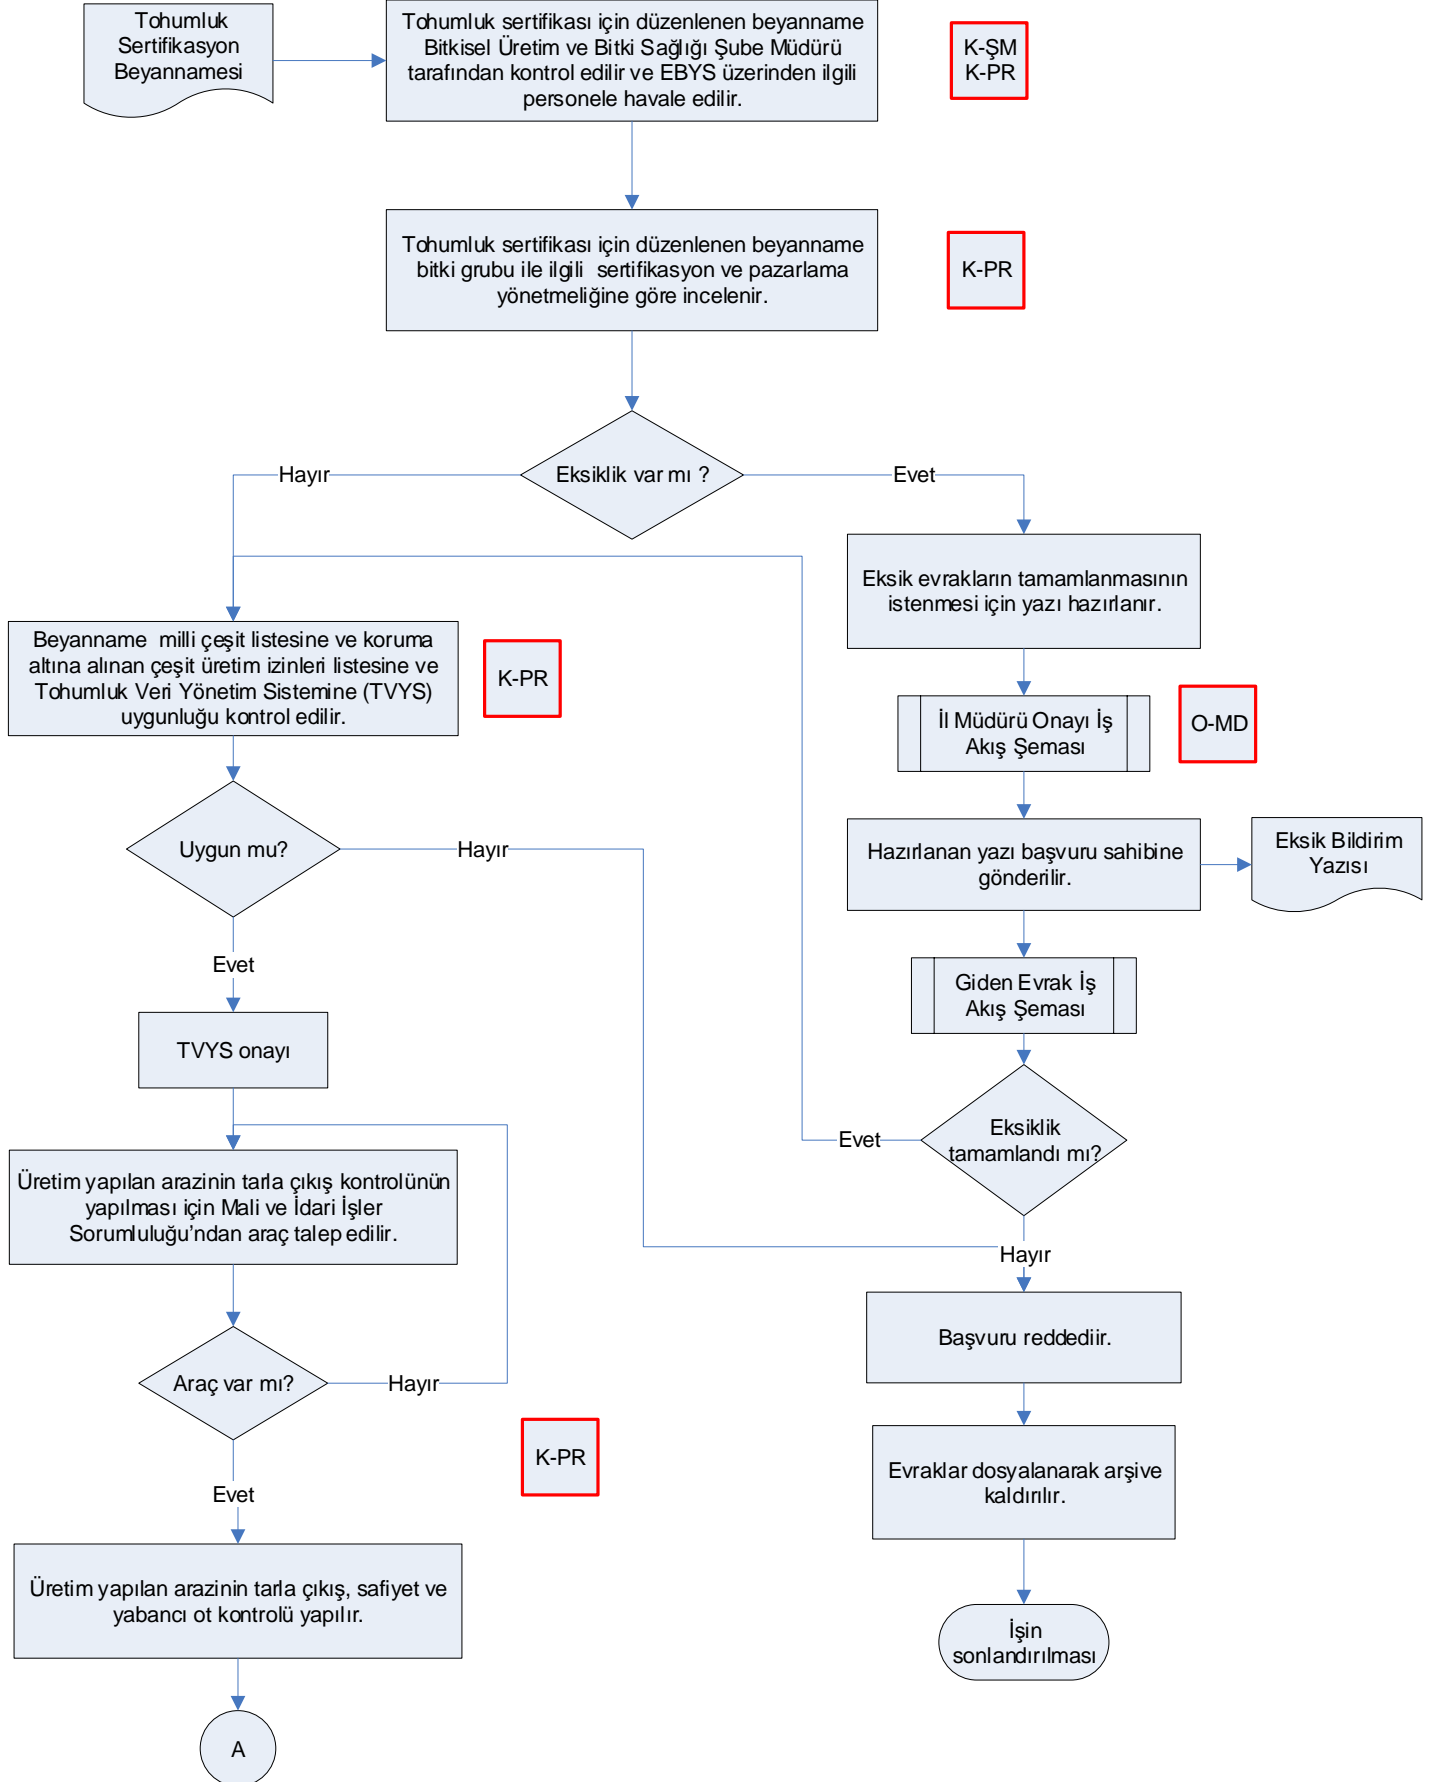 Tohumluk
Sertifikasyon
Beyannamesi
Tohumluk sertifikası için düzenlenen beyanname
Bitkisel Üretim ve Bitki Sağlığı Şube Müdürü
tarafından kontrol edilir ve EBYS üzerinden ilgili
personele havale edilir.
K-ŞM
K-PR
Tohumluk sertifikası için düzenlenen beyanname
bitki grubu ile ilgili sertifikasyon ve pazarlama
yönetmeliğine göre incelenir.
K-PR
Eksiklik var mı ?
Hayır
Evet
Eksik evrakların tamamlanmasının
istenmesi için yazı hazırlanır.
Beyanname milli çeşit listesine ve koruma
altına alınan çeşit üretim izinleri listesine ve
Tohumluk Veri Yönetim Sistemine (TVYS)
uygunluğu kontrol edilir.
K-PR
İl Müdürü Onayı İş
Akış Şeması
O-MD
Uygun mu?
Hayır
Hazırlanan yazı başvuru sahibine
gönderilir.
Eksik Bildirim
Yazısı
Evet
Giden Evrak İş
Akış Şeması
TVYS onayı
Eksiklik
tamamlandı mı?
Evet
Üretim yapılan arazinin tarla çıkış kontrolünün
yapılması için Mali ve İdari İşler
Sorumluluğu’ndan araç talep edilir.
Hayır
Başvuru reddediir.
Araç var mı?
Hayır
K-PR
Evraklar dosyalanarak arşive
kaldırılır.
Evet
Üretim yapılan arazinin tarla çıkış, safiyet ve
yabancı ot kontrolü yapılır.
İşin
sonlandırılması
A